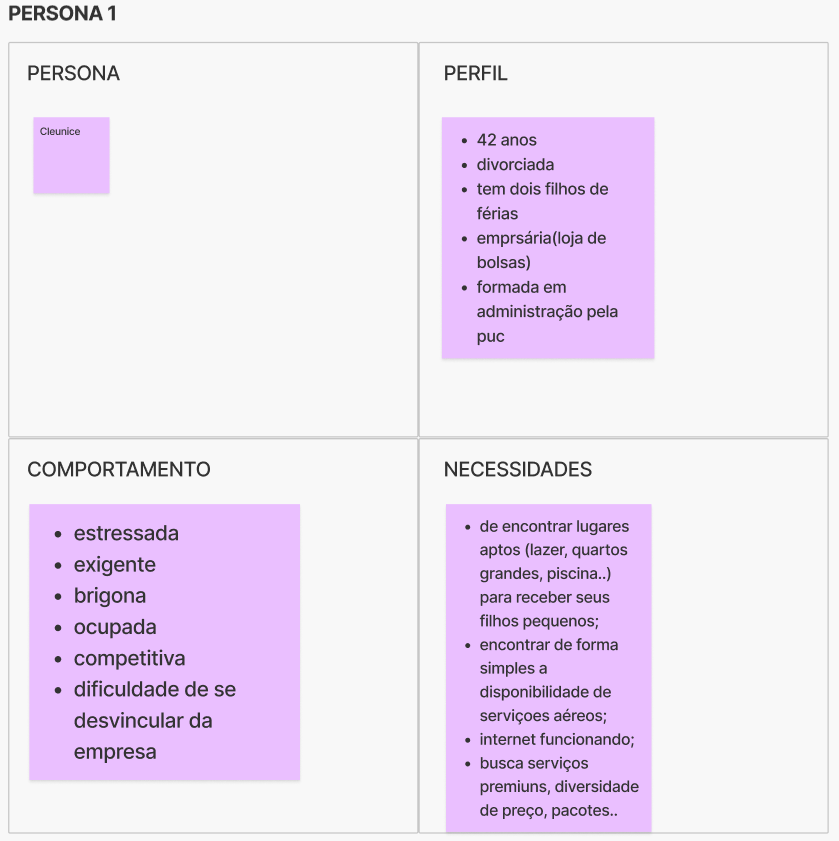 PERSONA 1
PERSONA
Cleunice
PERFIL
• 42 anos
• divorciada
• tem dois filhos de
férias
• emprsária(loja de
bolsas)
• formada em
administração pela
puc
COMPORTAMENTO
• estressada
• exigente
• brigona
• ocupada
• competitiva
• dificuldade de se
desvincular da
empresa
NECESSIDADES
• de encontrar lugares
aptos (lazer, quartos
grandes, piscina..)
para receber seus
filhos pequenos;
• encontrar de forma
simples a
disponibilidade de
serviçoes aéreos;
• internet funcionando;
• busca serviços
premiuns, diversidade
de preço, pacotes..